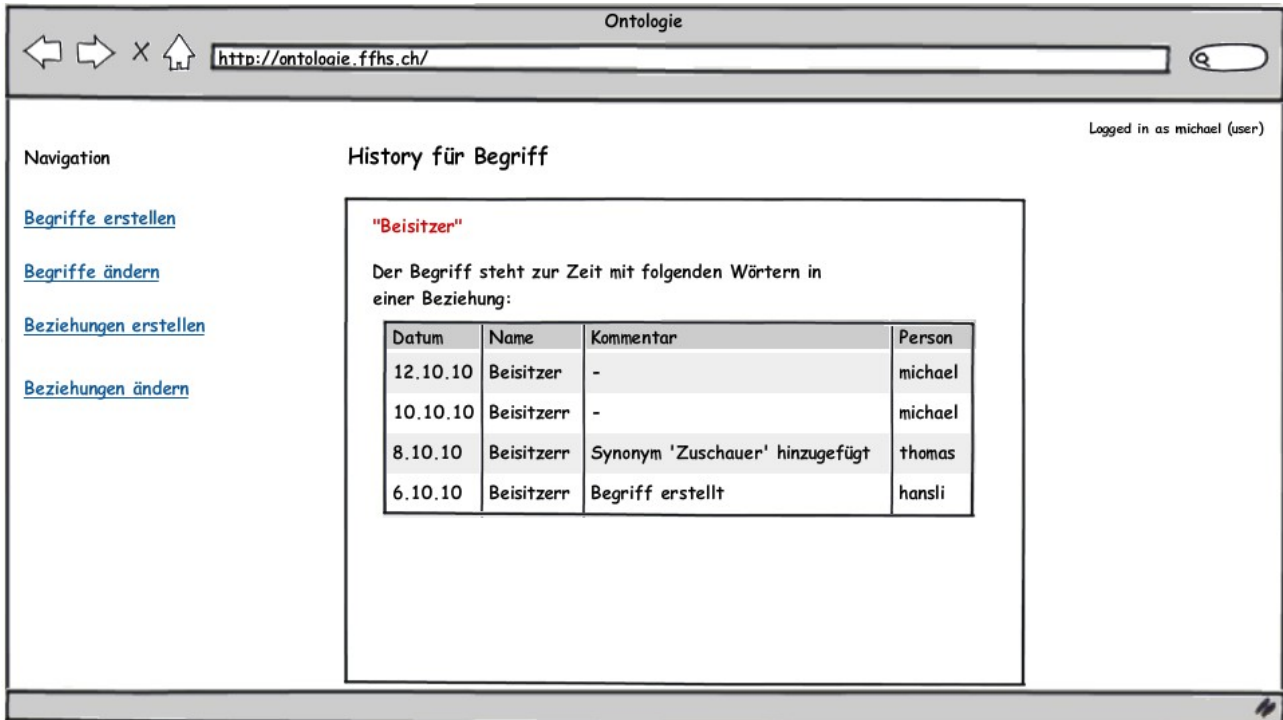 Ontologie
http://ontologie.ffhs.ch/
Logged in as michael (user)
Navigation
Begriffe erstellen
Begriffe ändern
Beziehungen erstellen
Beziehungen ändern
History für Begriff
"Beisitzer"
Der Begriff steht zur Zeit mit folgenden Wörtern in
einer Beziehung:
Datum Name Kommentar Person
12.10.10 Beisitzer - michael
10.10.10 Beisitzerr - michael
8.10.10 Beisitzerr Synonym 'Zuschauer' hinzugefügt thomas
6.10.10 Beisitzerr Begriff erstellt hansli